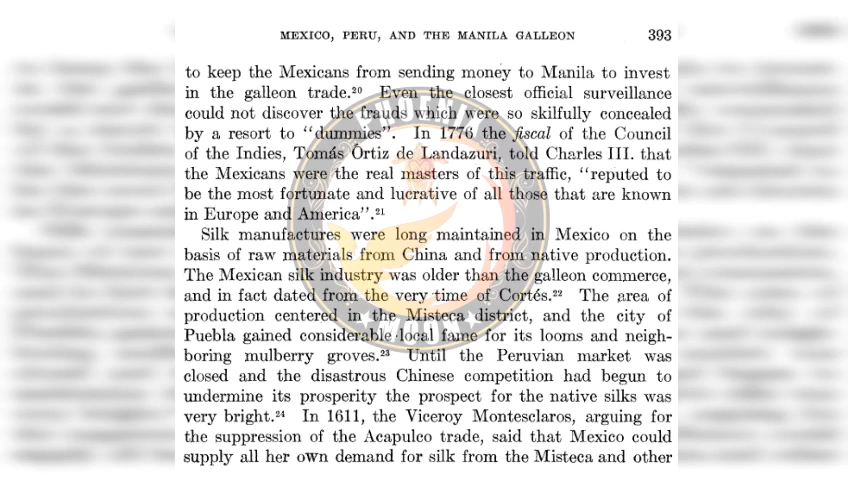 MEXICO, PERU, AND THE MANILA GALLEON 393
to keep the Mexicans from sending money to Manila to invest
in the galleon trade.²⁰ Even the closest official surveillance
could not discover the frauds which were so skilfully concealed
by a resort to “dummies”. In 1776 the fiscal of the Council
of the Indies, Tomás Órtiz de Landazuri, told Charles III. that
the Mexicans were the real masters of this traffic, “reputed to
be the most fortunate and lucrative of all those that are known
in Europe and America”.²¹
Silk manufactures were long maintained in Mexico on the
basis of raw materials from China and from native production.
The Mexican silk industry was older than the galleon commerce,
and in fact dated from the very time of Cortés.²² The area of
production centered in the Misteca district, and the city of
Puebla gained considerable local fame for its looms and neigh-
boring mulberry groves.²³ Until the Peruvian market was
closed and the disastrous Chinese competition had begun to
undermine its prosperity the prospect for the native silks was
very bright.²⁴ In 1611, the Viceroy Montesclaros, arguing for
the suppression of the Acapulco trade, said that Mexico could
supply all her own demand for silk from the Misteca and other